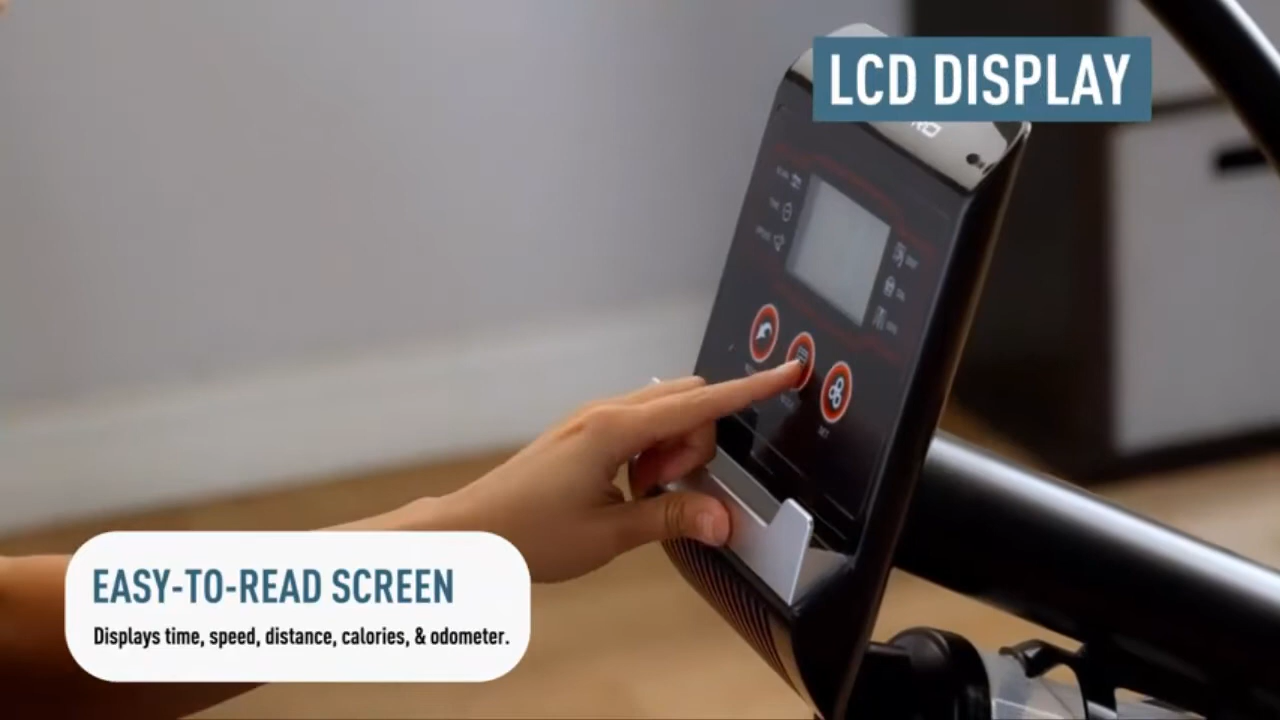 LCD DISPLAY
EASY-TO-READ SCREEN
Displays time, speed, distance, calories, & odometer.